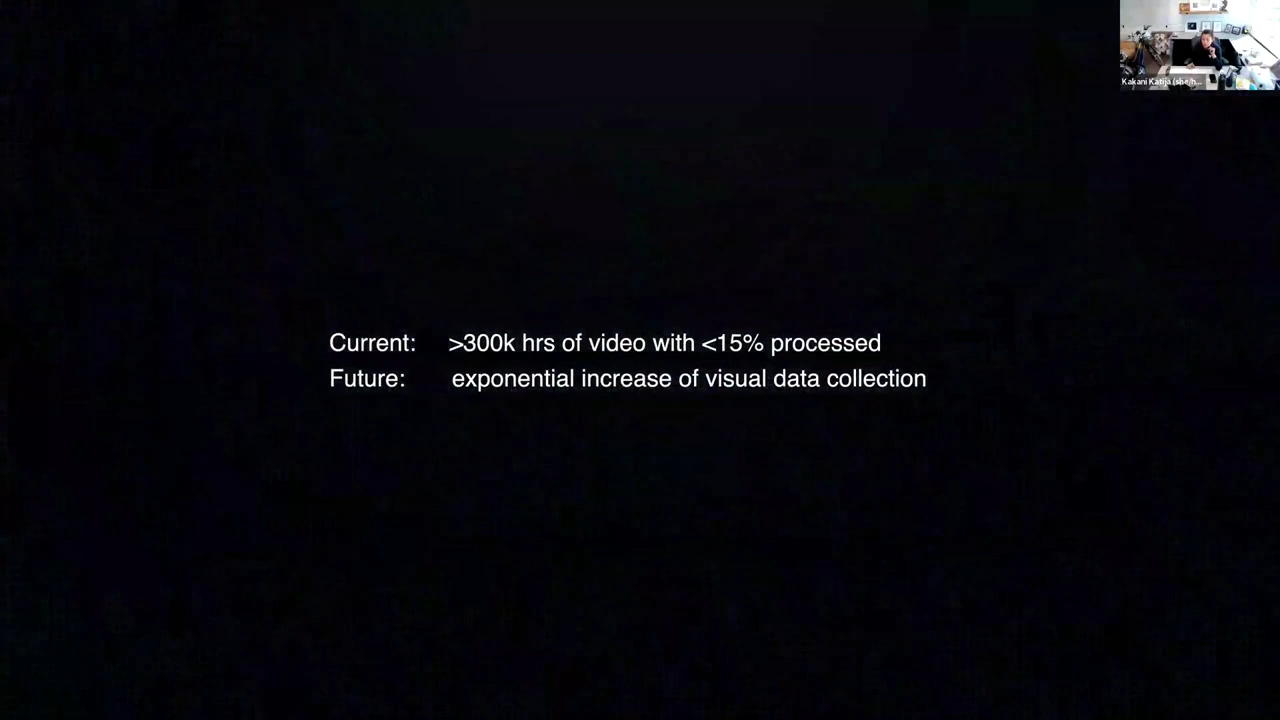 Kakani Katija (she/h...
Current: >300k hrs of video with <15% processed
Future: exponential increase of visual data collection